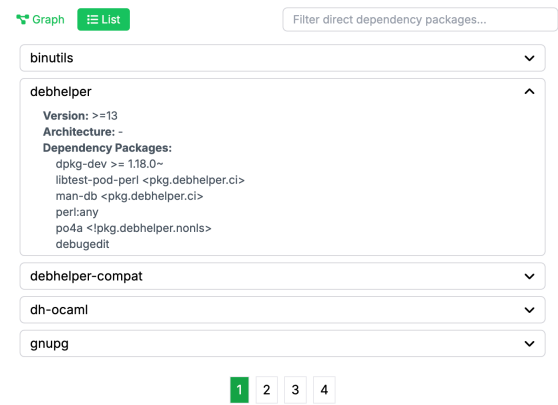 Graph
List
Filter direct dependency packages...
binutils
debhelper
Version: >=13
Architecture: -
Dependency Packages:
dpkg-dev >= 1.18.0~
libtest-pod-perl <pkg.debhelper.ci>
man-db <pkg.debhelper.ci>
perl:any
po4a <!pkg.debhelper.nonls>
debugedit
debhelper-compat
dh-ocaml
gnupg
1 2 3 4